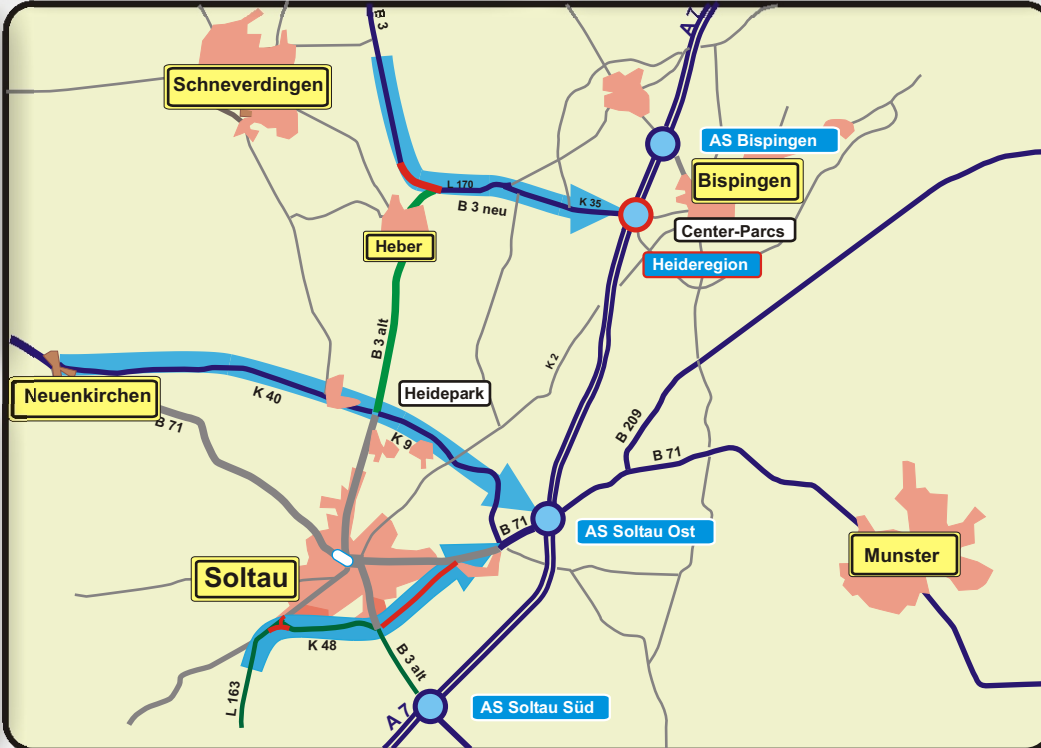 B 3
A 7
Schneverdingen
AS Bispingen
L 170
Bispingen
K 35
B 3 neu
Center-Parcs
Heber
Heideregion
B 3 alt
K 2
Neuenkirchen
K 40
Heidepark
B 71
K 9
B 209
B 71
B 71
AS Soltau Ost
Munster
Soltau
K 48
B 3 alt
L 163
AS Soltau Süd
A 7